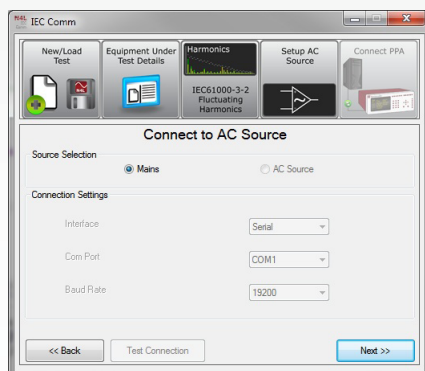 N4L
IEC Comm
New/Load
Test
Equipment Under
Test Details
Harmonics
IEC61000-3-2
Fluctuating
Harmonics
Setup AC
Source
Connect PPA
Connect to AC Source
Source Selection
Mains
AC Source
Connection Settings
Interface
Serial
Com Port
COM1
Baud Rate
19200
<< Back
Test Connection
Next >>